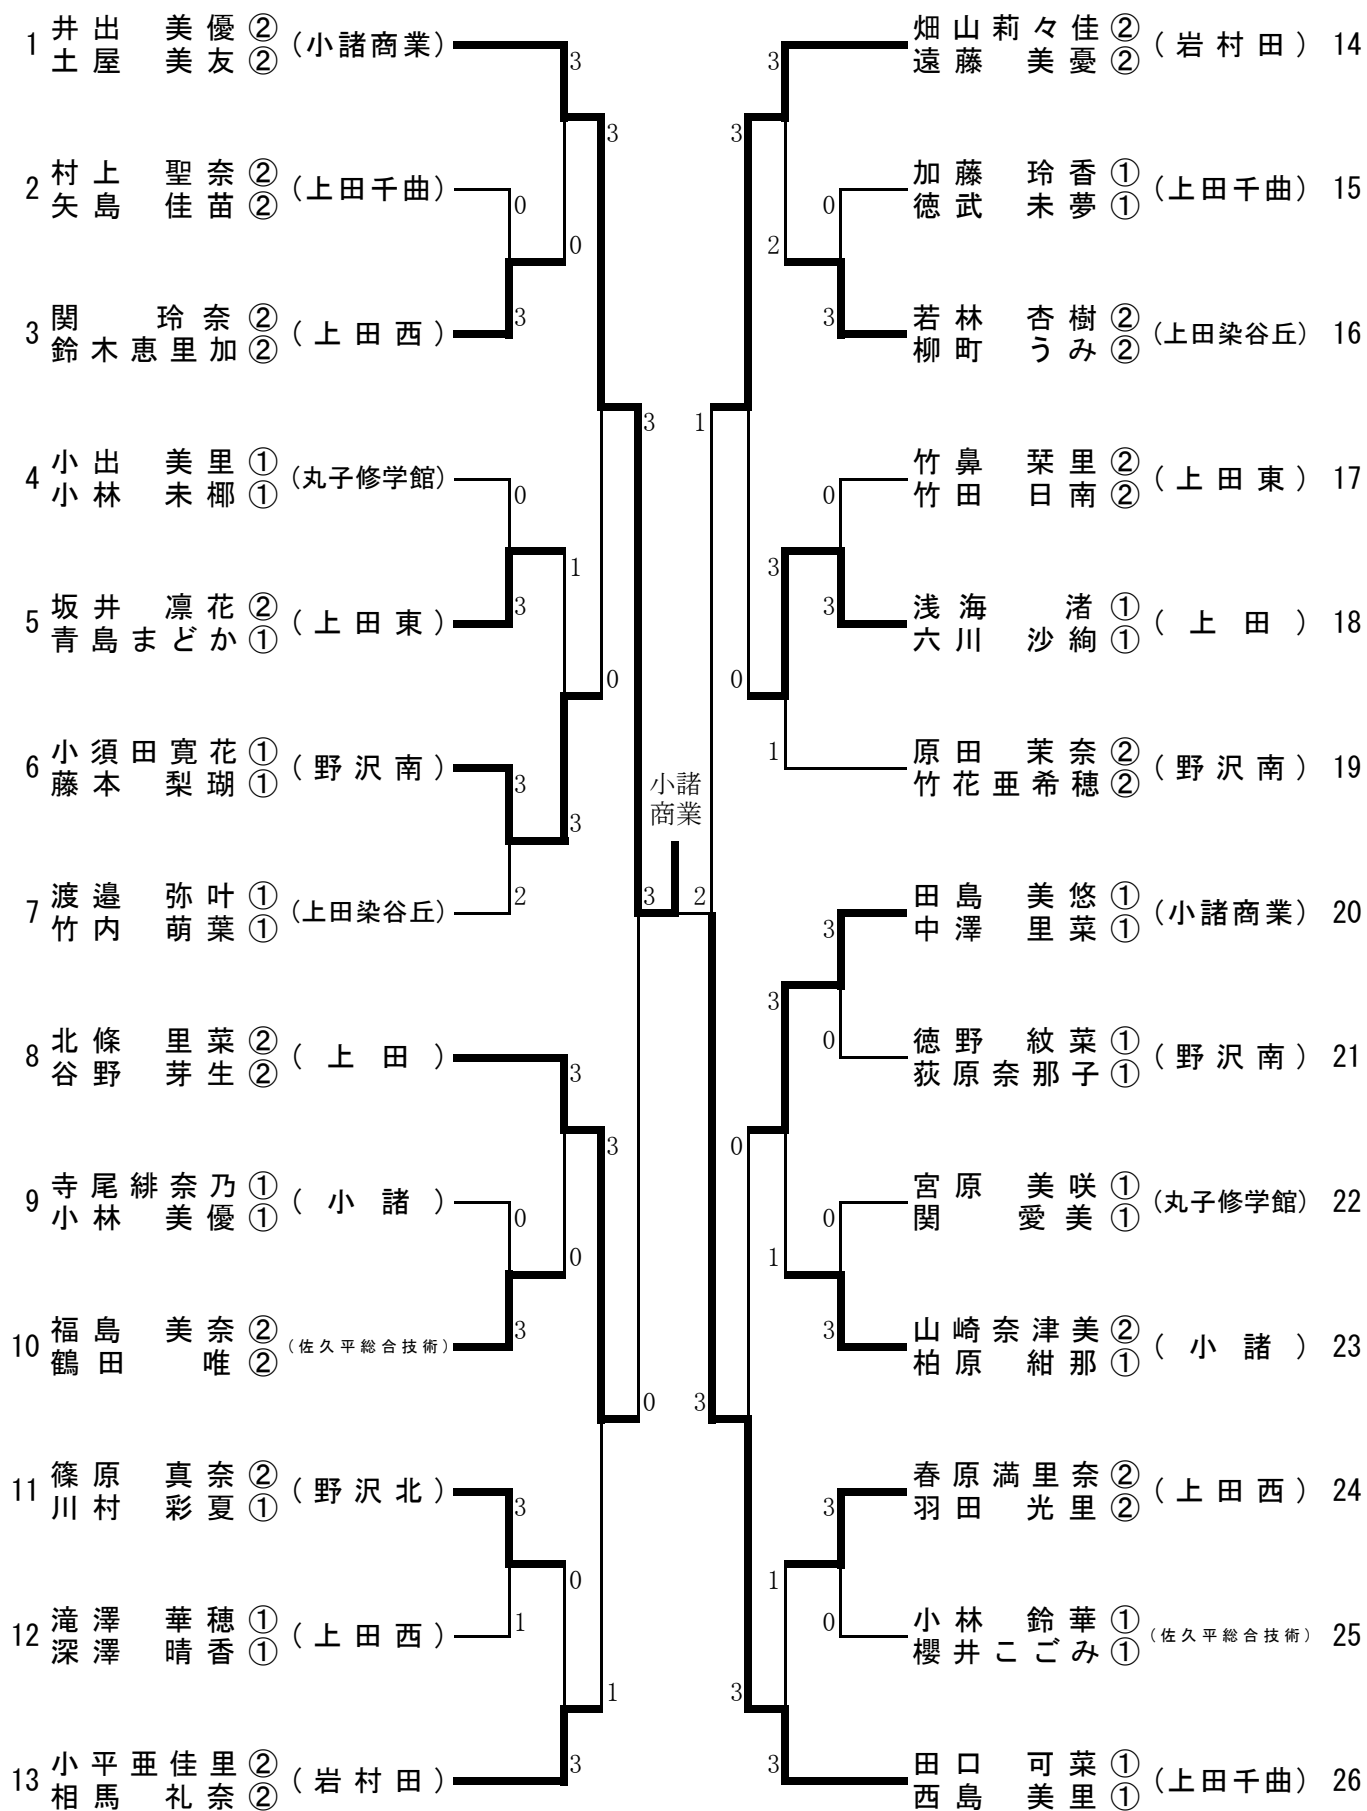 1 井出 美優② (小諸商業)
土屋 美友②
3
3
2 村上 聖奈② (上田千曲)
矢島 佳苗②
0
0
3 関 玲奈② (上田西)
鈴木恵里加②
3
3
4 小出 美里① (丸子修学館)
小林 未椰①
0
1
5 坂井 凛花② (上田東)
青島まどか①
3
0
6 小須田寛花① (野沢南)
藤本 梨瑚①
3
3
7 渡邉 弥叶① (上田染谷丘)
竹内 萌葉①
2
8 北條 里菜② (上田)
谷野 芽生②
3
3
9 寺尾緋奈乃① (小諸)
小林 美優①
0
0
10 福島 美奈② (佐久平総合技術)
鶴田 唯②
3
0
11 篠原 真奈② (野沢北)
川村 彩夏①
3
0
12 滝澤 華穂① (上田西)
深澤 晴香①
1
1
13 小平亜佳里② (岩村田)
相馬 礼奈②
3
小諸
商業
3 2
畑山莉々佳② (岩村田) 14
遠藤 美憂②
3
3
加藤 玲香① (上田千曲) 15
徳武 未夢①
0
2
若林 杏樹② (上田染谷丘) 16
柳町 うみ②
3
1
竹鼻 栞里② (上田東) 17
竹田 日南②
0
3
浅海 渚① (上田) 18
六川 沙絢①
3
0
原田 茉奈② (野沢南) 19
竹花亜希穂②
1
田島 美悠① (小諸商業) 20
中澤 里菜①
3
3
徳野 紋菜① (野沢南) 21
荻原奈那子①
0
0
宮原 美咲① (丸子修学館) 22
関 愛美①
0
1
山崎奈津美② (小諸) 23
柏原 紺那①
3
3
春原満里奈② (上田西) 24
羽田 光里②
3
1
小林 鈴華① (佐久平総合技術) 25
櫻井こごみ①
0
3
田口 可菜① (上田千曲) 26
西島 美里①
3